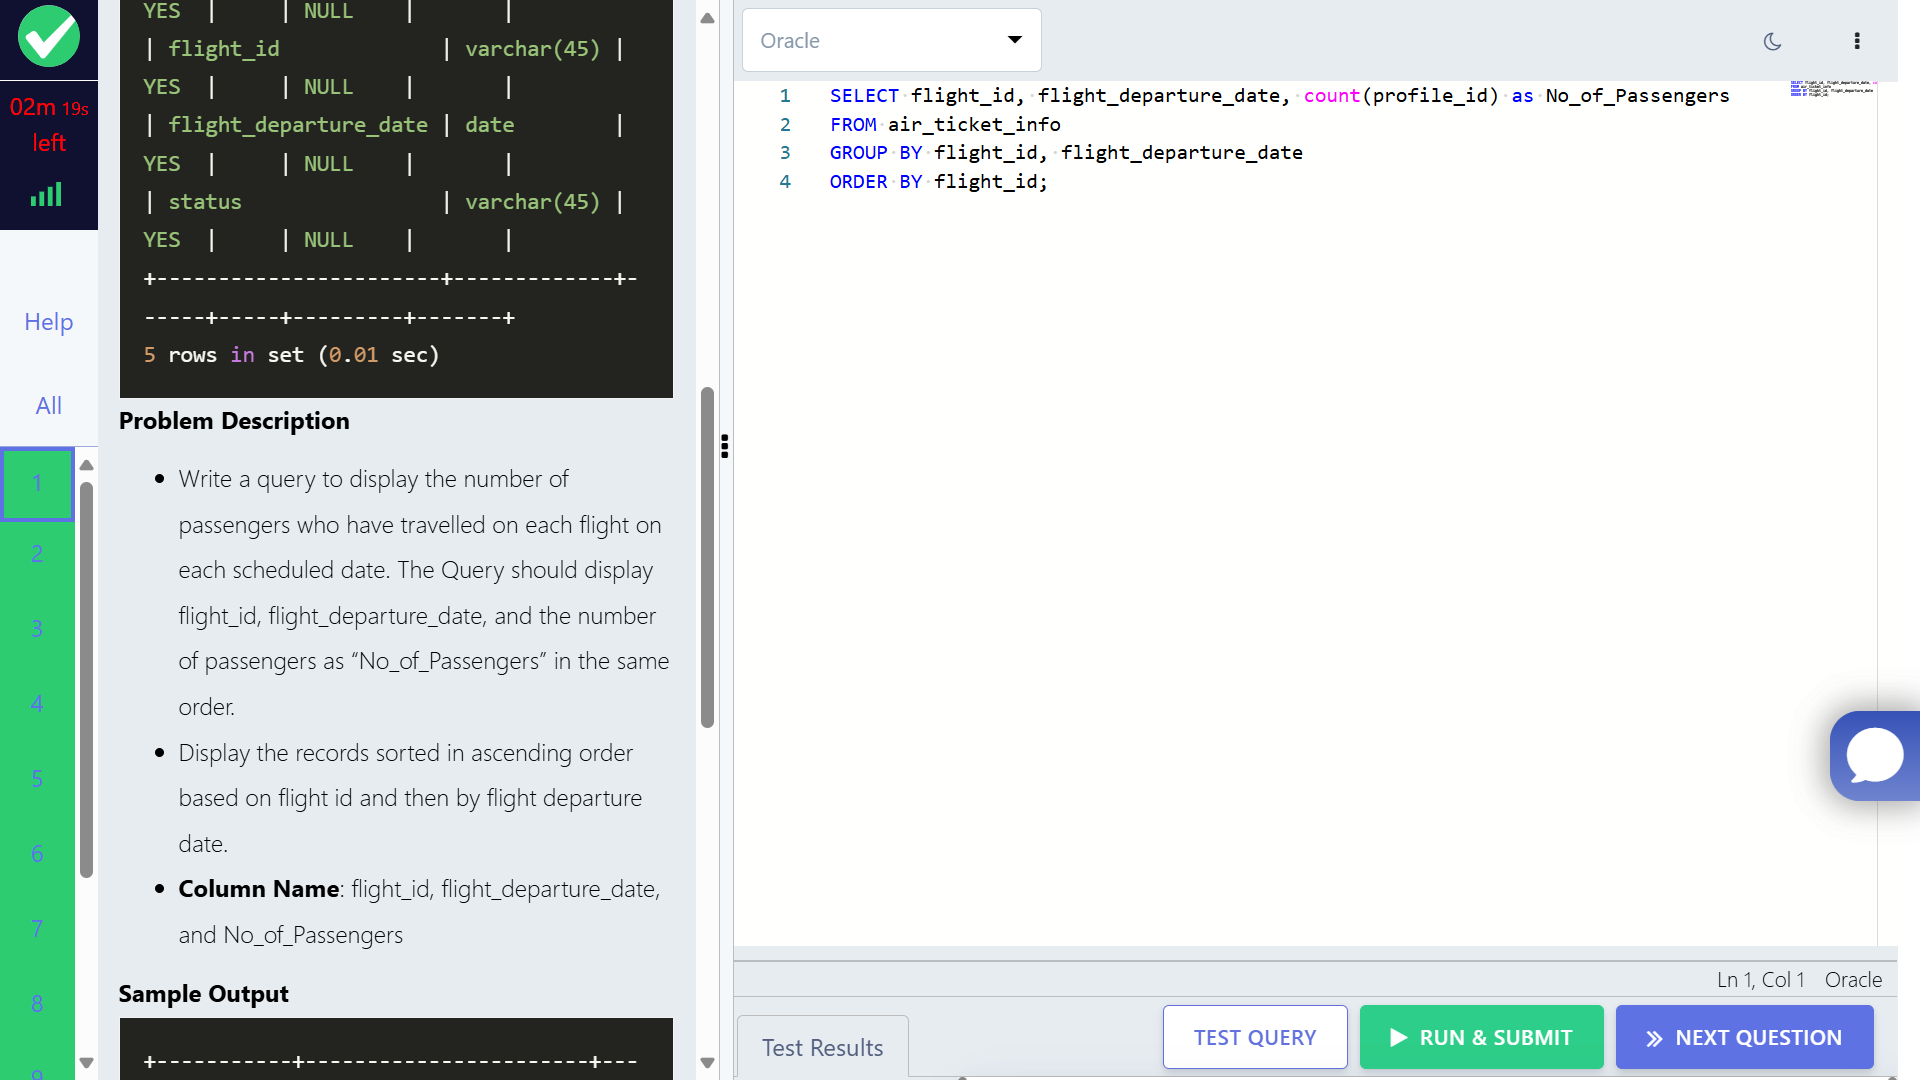 02m 19s
left
Help
All
1
2
3
4
5
6
7
8
9
YES | | NULL | |
| flight_id | varchar(45) |
YES | | NULL | |
| flight_departure_date | date |
YES | | NULL | |
| status | varchar(45) |
YES | | NULL | |
+-----------------------+-------------+-
-----+-----+---------+-------+
5 rows in set (0.01 sec)
Problem Description
Write a query to display the number of
passengers who have travelled on each flight on
each scheduled date. The Query should display
flight_id, flight_departure_date, and the number
of passengers as “No_of_Passengers” in the same
order.
Display the records sorted in ascending order
based on flight id and then by flight departure
date.
Column Name: flight_id, flight_departure_date,
and No_of_Passengers
Sample Output
+-----------+-----------------------+---
Oracle
1 SELECT flight_id, flight_departure_date, count(profile_id) as No_of_Passengers
2 FROM air_ticket_info
3 GROUP BY flight_id, flight_departure_date
4 ORDER BY flight_id;
Ln 1, Col 1 Oracle
Test Results
TEST QUERY
RUN & SUBMIT
NEXT QUESTION